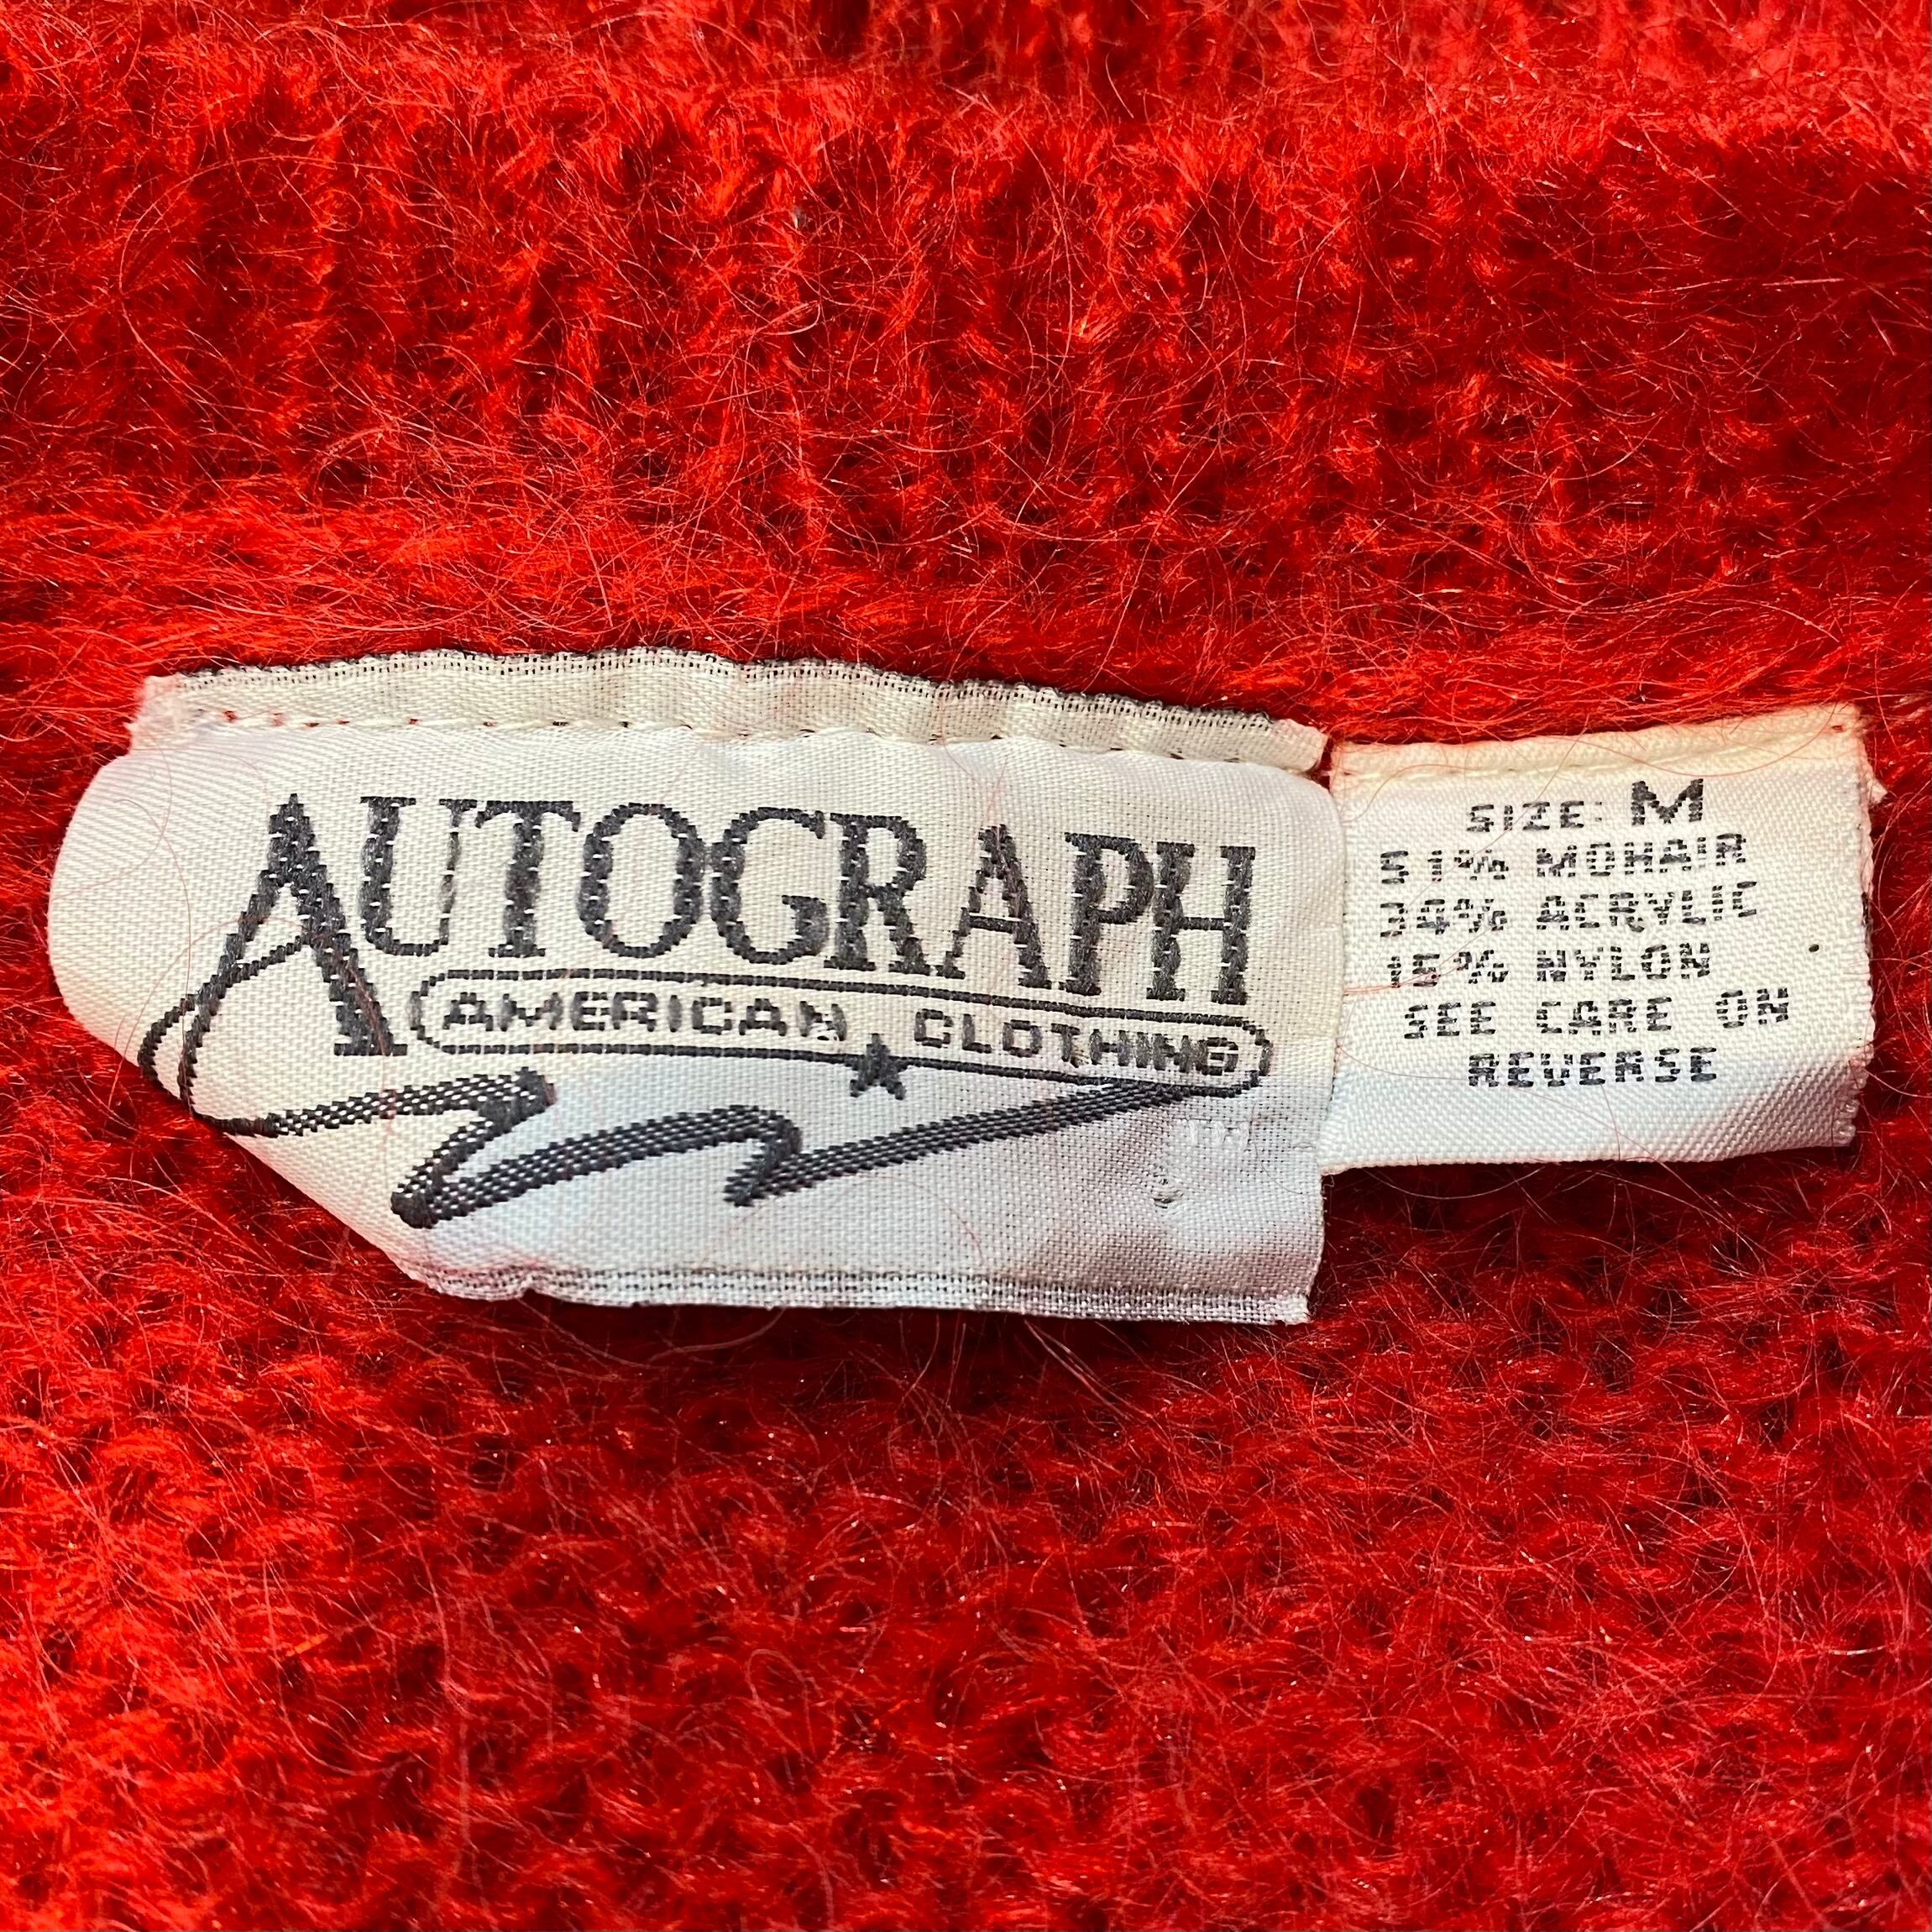 AUTOGRAPH
AMERICAN ★ CLOTHING
SIZE: M
51% MOHAIR
34% ACRYLIC
15% NYLON
SEE CARE ON
REVERSE